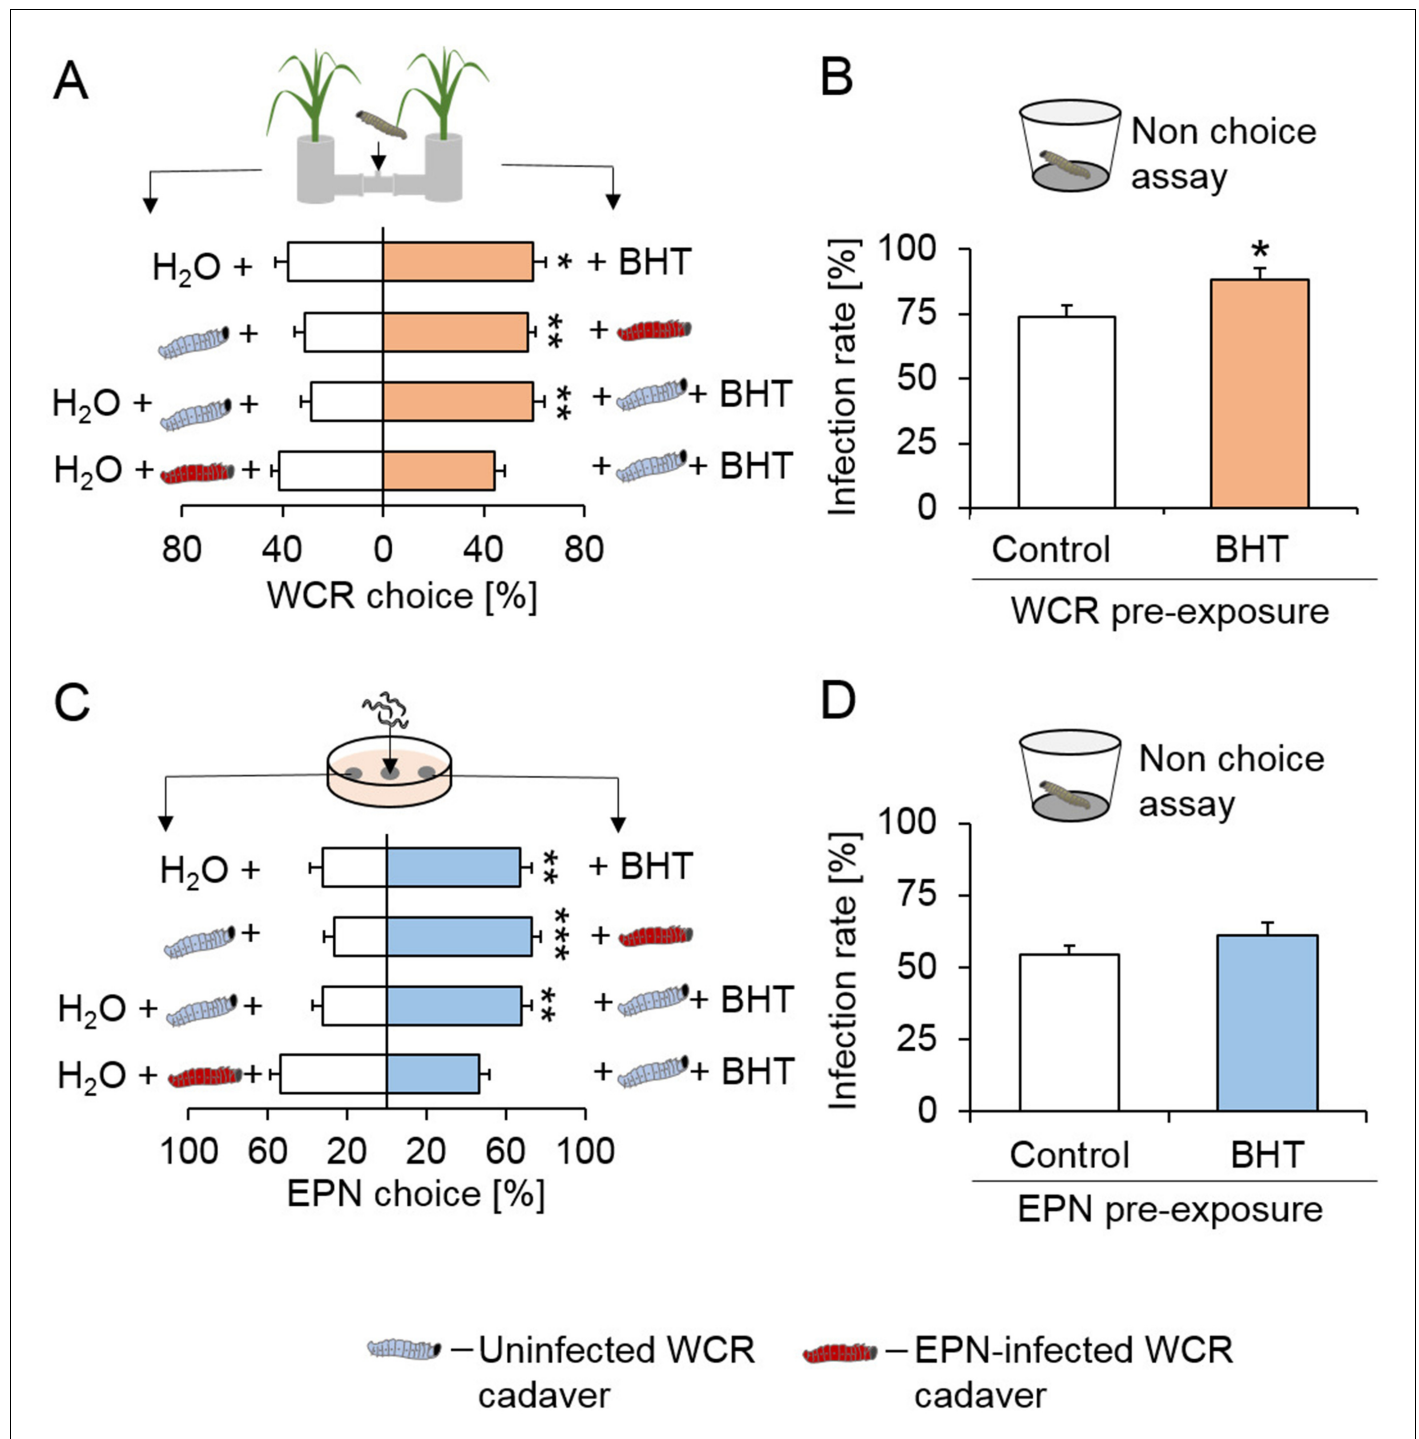 A
H₂O + * + BHT
+ ** +
H₂O + + ** + + BHT
H₂O + + + + BHT
80 40 0 40 80
WCR choice [%]
B
Non choice
assay
Infection rate [%]
100
75
50
25
0
*
Control BHT
WCR pre-exposure
C
H₂O + ** + BHT
+ *** +
H₂O + + ** + + BHT
H₂O + + + + BHT
100 60 20 20 60 100
EPN choice [%]
D
Non choice
assay
Infection rate [%]
100
75
50
25
0
Control BHT
EPN pre-exposure
– Uninfected WCR
cadaver
– EPN-infected WCR
cadaver